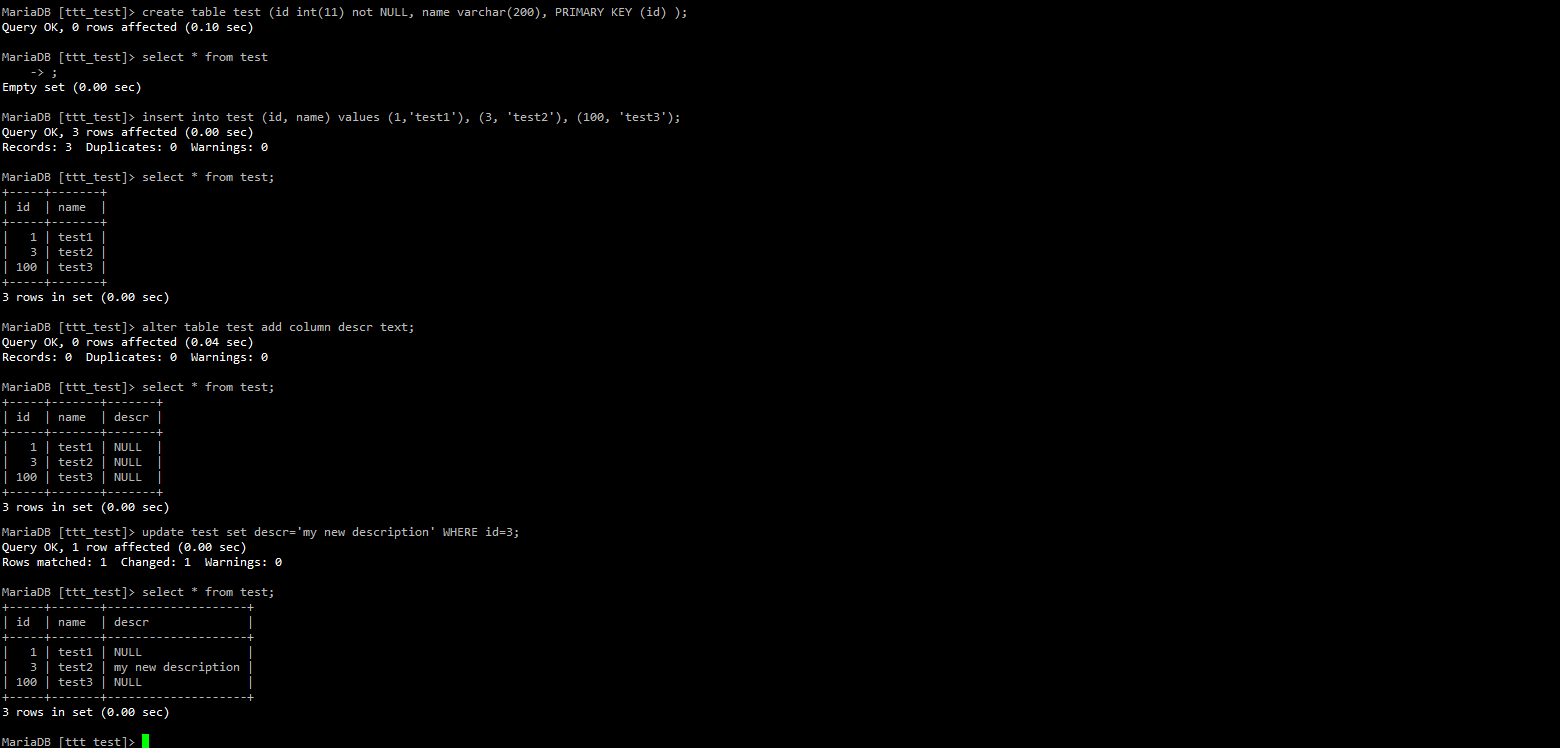 MariaDB [ttt_test]> create table test (id int(11) not NULL, name varchar(200), PRIMARY KEY (id) );
Query OK, 0 rows affected (0.10 sec)
MariaDB [ttt_test]> select * from test
    -> ;
Empty set (0.00 sec)
MariaDB [ttt_test]> insert into test (id, name) values (1,'test1'), (3, 'test2'), (100, 'test3');
Query OK, 3 rows affected (0.00 sec)
Records: 3  Duplicates: 0  Warnings: 0
MariaDB [ttt_test]> select * from test;
+-----+-------+
| id  | name  |
+-----+-------+
|   1 | test1 |
|   3 | test2 |
| 100 | test3 |
+-----+-------+
3 rows in set (0.00 sec)
MariaDB [ttt_test]> alter table test add column descr text;
Query OK, 0 rows affected (0.04 sec)
Records: 0  Duplicates: 0  Warnings: 0
MariaDB [ttt_test]> select * from test;
+-----+-------+-------+
| id  | name  | descr |
+-----+-------+-------+
|   1 | test1 | NULL  |
|   3 | test2 | NULL  |
| 100 | test3 | NULL  |
+-----+-------+-------+
3 rows in set (0.00 sec)
MariaDB [ttt_test]> update test set descr='my new description' WHERE id=3;
Query OK, 1 row affected (0.00 sec)
Rows matched: 1  Changed: 1  Warnings: 0
MariaDB [ttt_test]> select * from test;
+-----+-------+--------------------+
| id  | name  | descr              |
+-----+-------+--------------------+
|   1 | test1 | NULL               |
|   3 | test2 | my new description |
| 100 | test3 | NULL               |
+-----+-------+--------------------+
3 rows in set (0.00 sec)
MariaDB [ttt_test]>